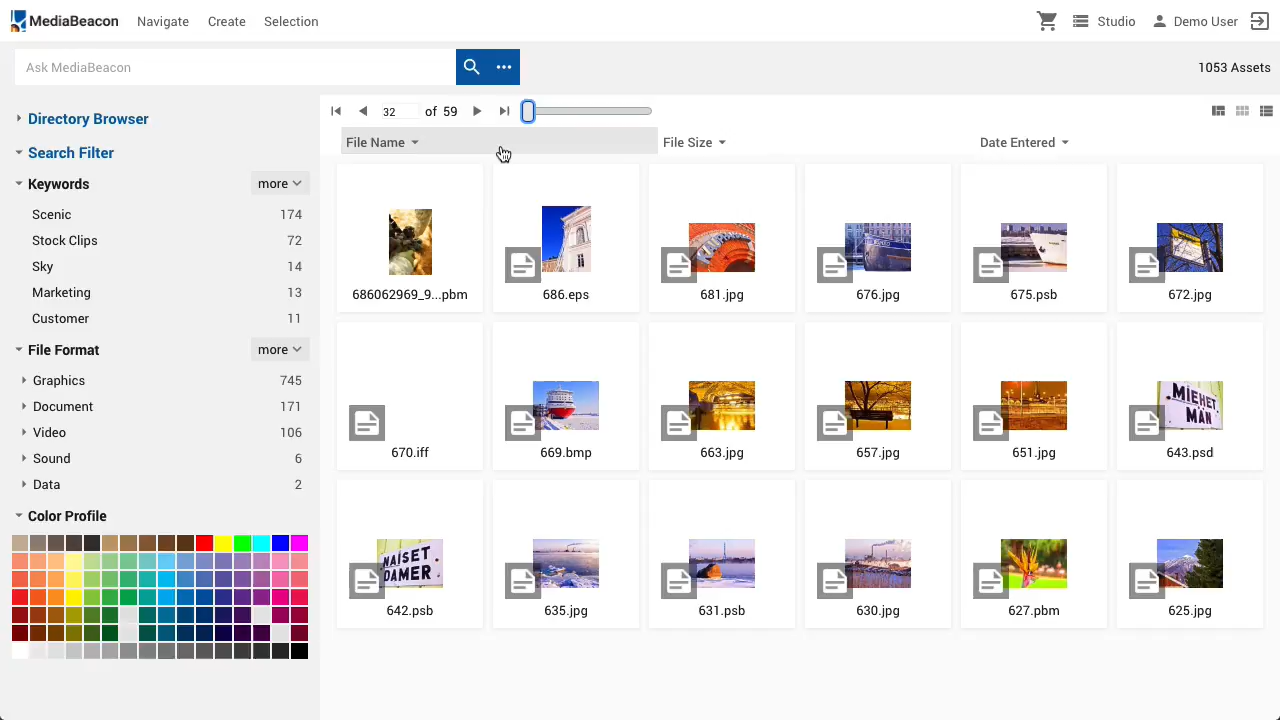 MediaBeacon Navigate Create Selection Studio Demo User
Ask MediaBeacon 1053 Assets
32 of 59
Directory Browser
Search Filter
Keywords more
Scenic 174
Stock Clips 72
Sky 14
Marketing 13
Customer 11
File Format more
Graphics 745
Document 171
Video 106
Sound 6
Data 2
Color Profile
File Name File Size Date Entered
686062969_9...pbm 686.eps 681.jpg 676.jpg 675.psb 672.jpg
MIEHET
MAN
670.iff 669.bmp 663.jpg 657.jpg 651.jpg 643.psd
NAISET
DAMER
642.psb 635.jpg 631.psb 630.jpg 627.pbm 625.jpg